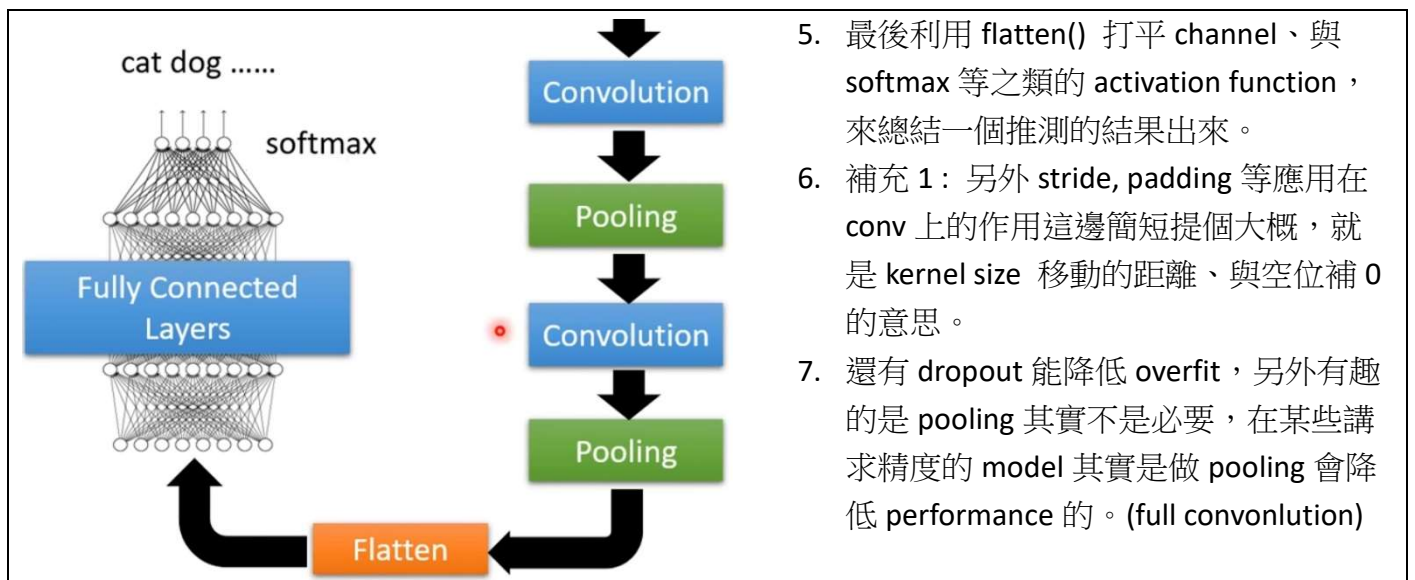 cat dog ……
softmax
Fully Connected
Layers
Convolution
Pooling
Convolution
Pooling
Flatten
5. 最後利用 flatten() 打平 channel、與
softmax 等之類的 activation function，
來總結一個推測的結果出來。
6. 補充 1 : 另外 stride, padding 等應用在
conv 上的作用這邊簡短提個大概，就
是 kernel size 移動的距離、與空位補 0
的意思。
7. 還有 dropout 能降低 overfit，另外有趣
的是 pooling 其實不是必要，在某些講
求精度的 model 其實是做 pooling 會降
低 performance 的。(full convonlution)